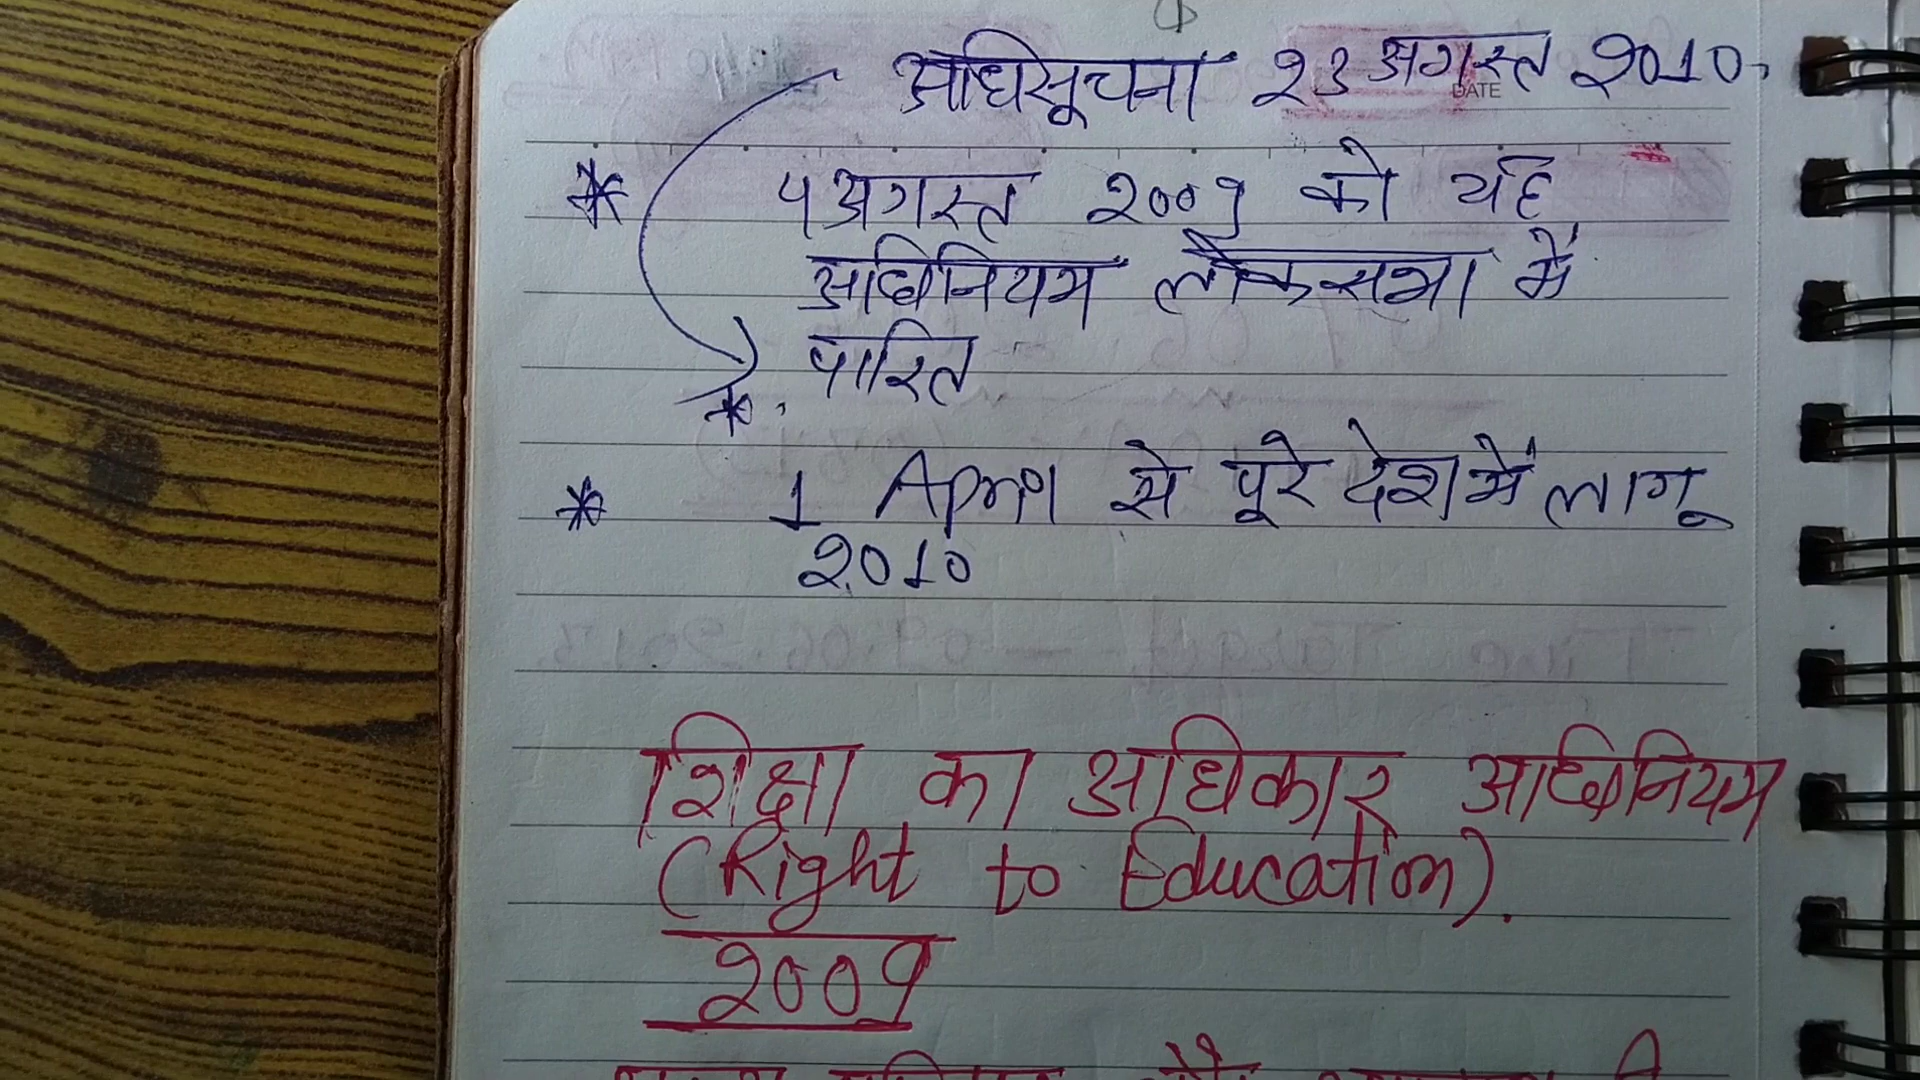 अधिसूचना 23 अगस्त 2010.
DATE
* 4 अगस्त 2009 को यह
अधिनियम लोकसभा में
पारित
*
* 1 April से पूरे देश में लागू
2010
शिक्षा का अधिकार अधिनियम
(Right to Education).
2009